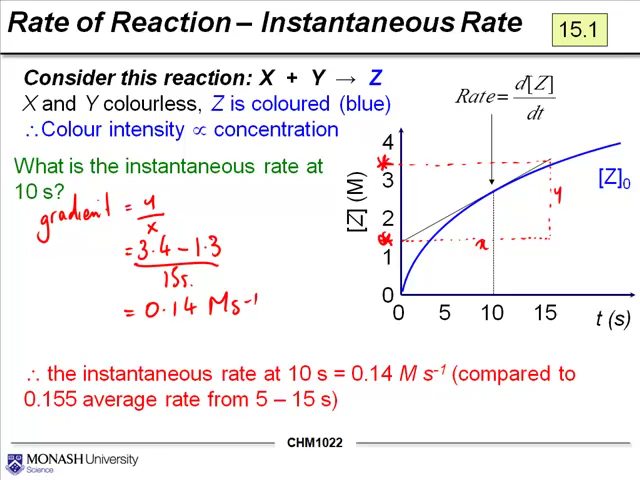 Rate of Reaction – Instantaneous Rate
15.1
Consider this reaction: X + Y → Z
X and Y colourless, Z is coloured (blue)
∴Colour intensity ∝ concentration
What is the instantaneous rate at
10 s?
gradient = y
x
= 3.4 – 1.3
15s.
= 0.14 Ms⁻¹
Rate = d[Z]
dt
[Z] (M)
4
3
2
1
0
[Z]₀
y
x
0 5 10 15 t (s)
∴ the instantaneous rate at 10 s = 0.14 M s⁻¹ (compared to
0.155 average rate from 5 – 15 s)
CHM1022
MONASH University
Science